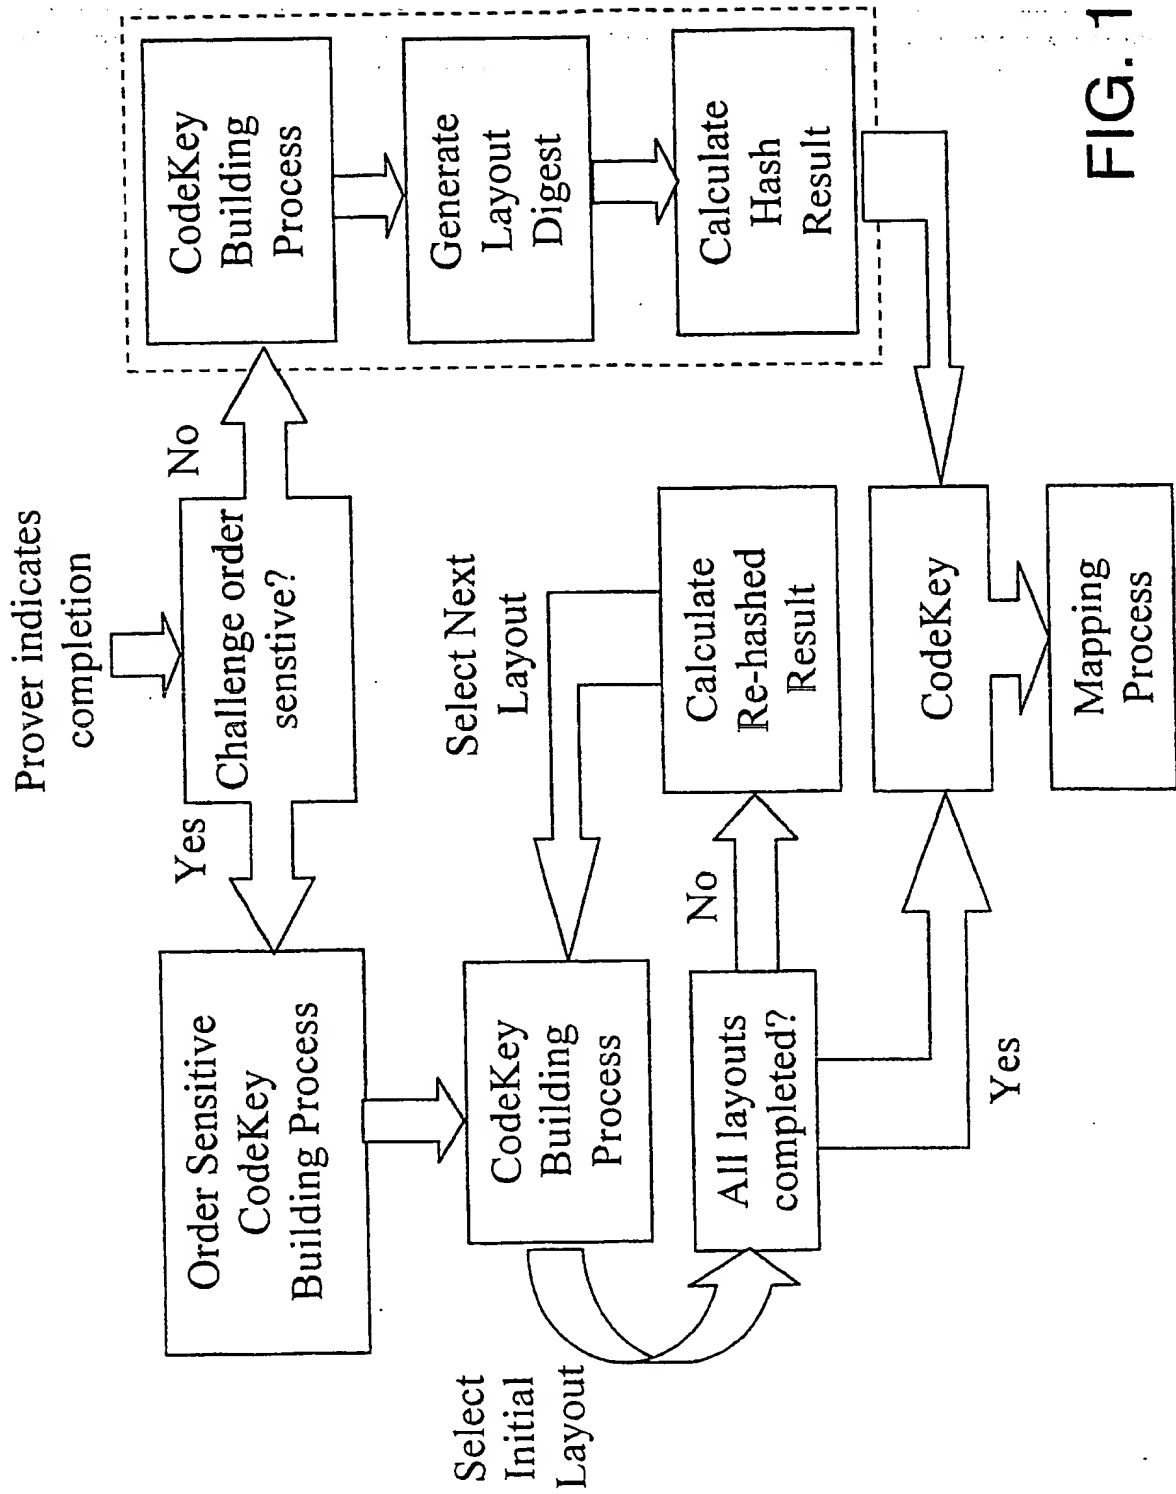 Prover indicates
completion
Challenge order
senstive?
Yes
No
Order Sensitive
CodeKey
Building Process
CodeKey
Building
Process
Select
Initial
Layout
All layouts
completed?
No
Calculate
Re-hashed
Result
Select Next
Layout
Yes
CodeKey
Building
Process
Generate
Layout
Digest
Calculate
Hash
Result
CodeKey
Mapping
Process
FIG. 1